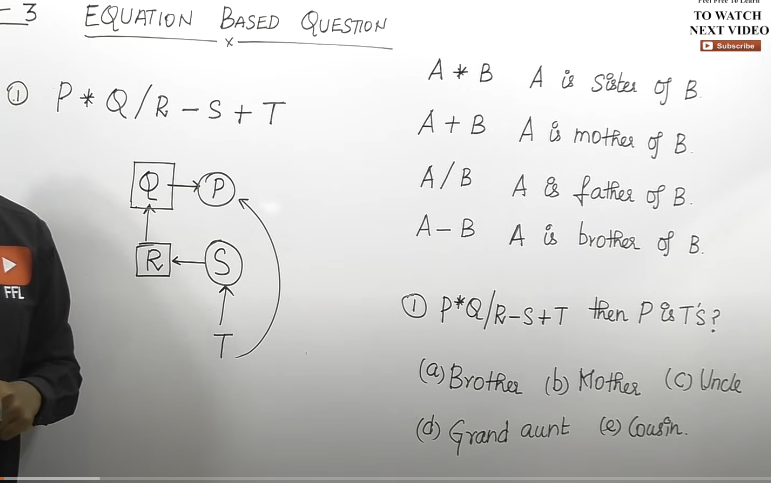 Feel Free To Learn
TO WATCH
NEXT VIDEO
Subscribe
- 3 EQUATION BASED QUESTION
x
① P * Q / R - S + T
Q P
R S
T
A * B A is Sister of B.
A + B A is mother of B.
A / B A is father of B.
A - B A is brother of B.
① P*Q/R-S+T then P is T's?
(a) Brother (b) Mother (c) Uncle
(d) Grand aunt (e) Cousin.
FFL